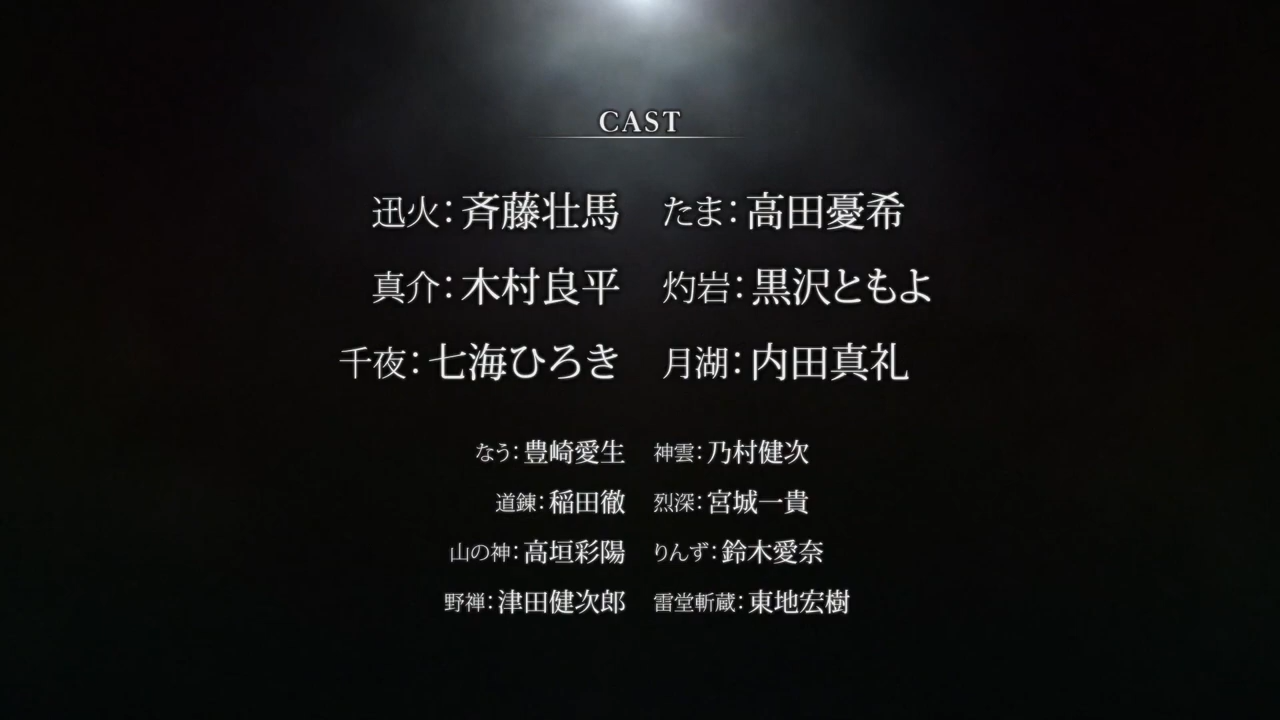 CAST
迅火：斉藤壮馬　たま：高田憂希
真介：木村良平　灼岩：黒沢ともよ
千夜：七海ひろき　月湖：内田真礼
なう：豊崎愛生　神雲：乃村健次
道錬：稲田徹　烈深：宮城一貴
山の神：高垣彩陽　りんず：鈴木愛奈
野禅：津田健次郎　雷堂斬蔵：東地宏樹